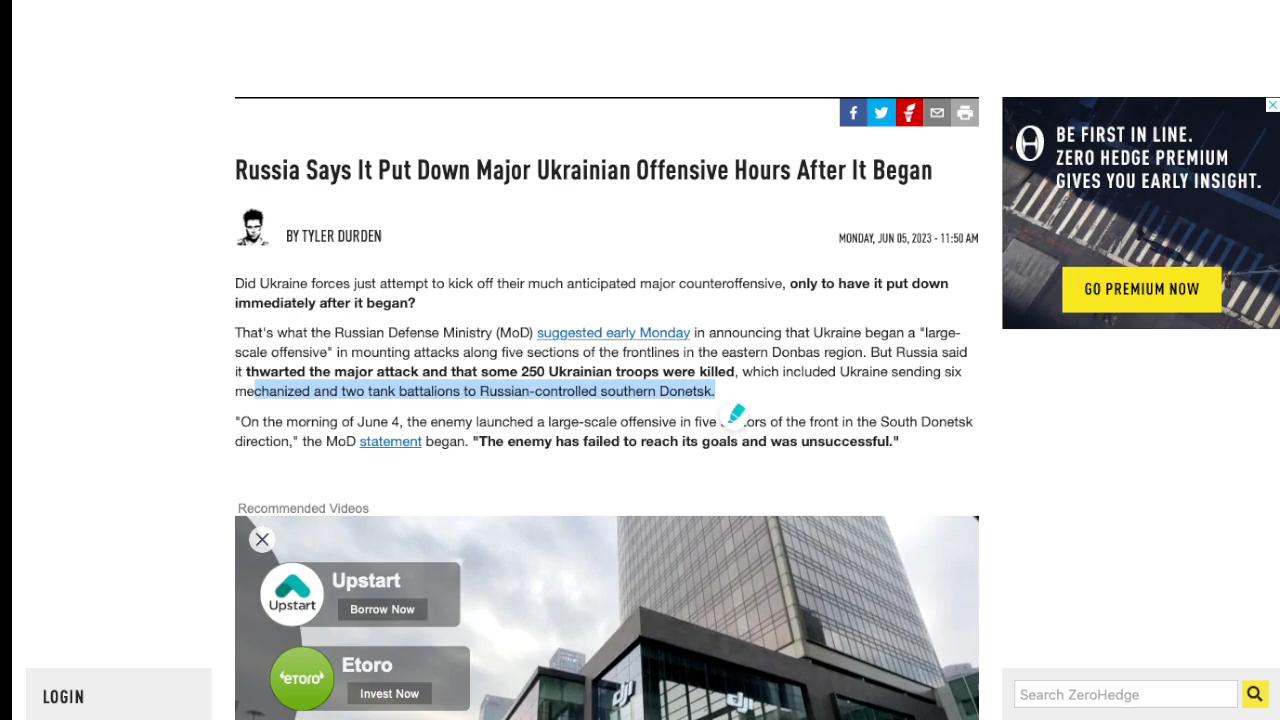 Russia Says It Put Down Major Ukrainian Offensive Hours After It Began
BY TYLER DURDEN
MONDAY, JUN 05, 2023 - 11:50 AM
Did Ukraine forces just attempt to kick off their much anticipated major counteroffensive, only to have it put down
immediately after it began?
That's what the Russian Defense Ministry (MoD) suggested early Monday in announcing that Ukraine began a "large-
scale offensive" in mounting attacks along five sections of the frontlines in the eastern Donbas region. But Russia said
it thwarted the major attack and that some 250 Ukrainian troops were killed, which included Ukraine sending six
mechanized and two tank battalions to Russian-controlled southern Donetsk.
"On the morning of June 4, the enemy launched a large-scale offensive in five of the front in the South Donetsk
direction," the MoD statement began. "The enemy has failed to reach its goals and was unsuccessful."
Recommended Videos
Upstart
Upstart
Borrow Now
Etoro
eTORO
Invest Now
dji
dji
BE FIRST IN LINE.
ZERO HEDGE PREMIUM
GIVES YOU EARLY INSIGHT.
GO PREMIUM NOW
LOGIN
Search ZeroHedge